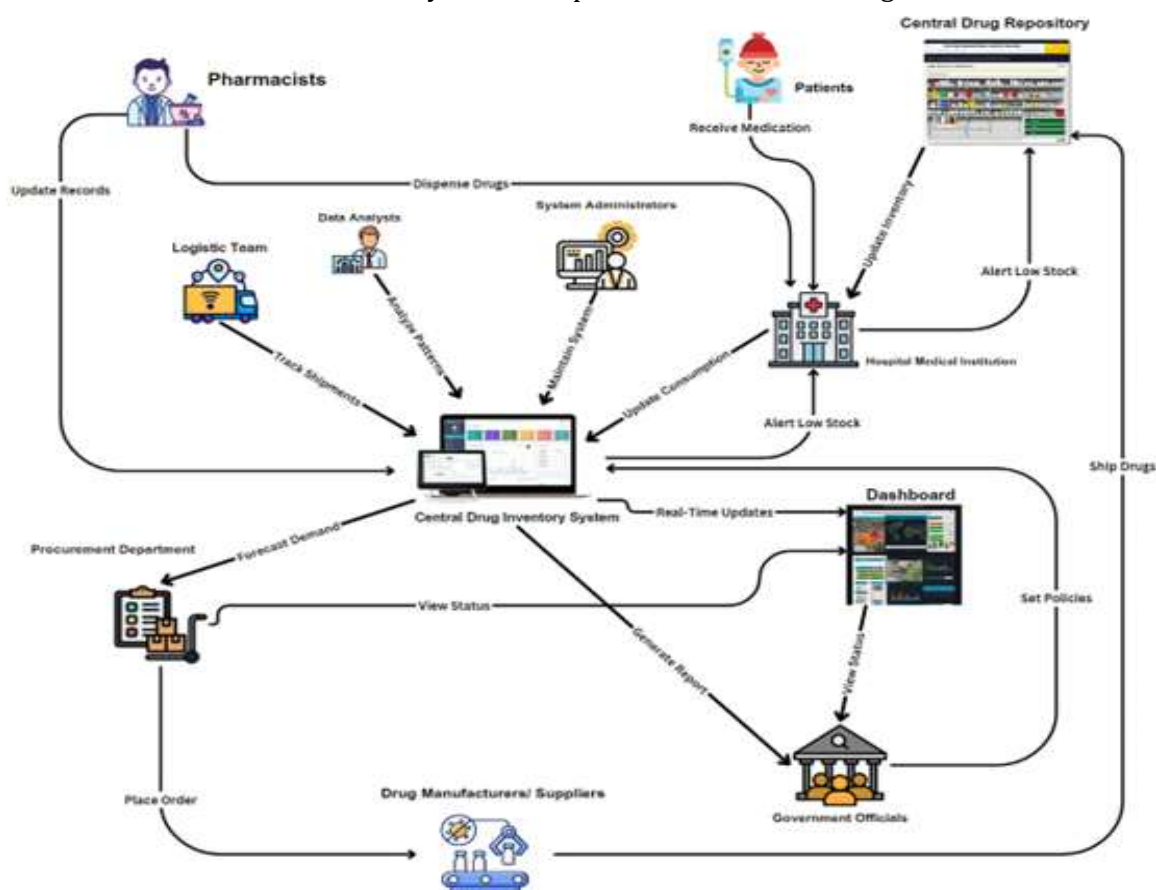 Central Drug Repository
Pharmacists
Patients
Receive Medication
Update Records
Dispense Drugs
System Administrators
Data Analysts
Logistic Team
Update Inventory
Alert Low Stock
Analyze Patterns
Maintain System
Track Shipments
Update Consumption
Hospital Medical Institution
Alert Low Stock
Ship Drugs
Dashboard
Central Drug Inventory System
Real-Time Updates
Forecast Demand
Procurement Department
View Status
Set Policies
Generate Report
View Status
Place Order
Drug Manufacturers/ Suppliers
Government Officials